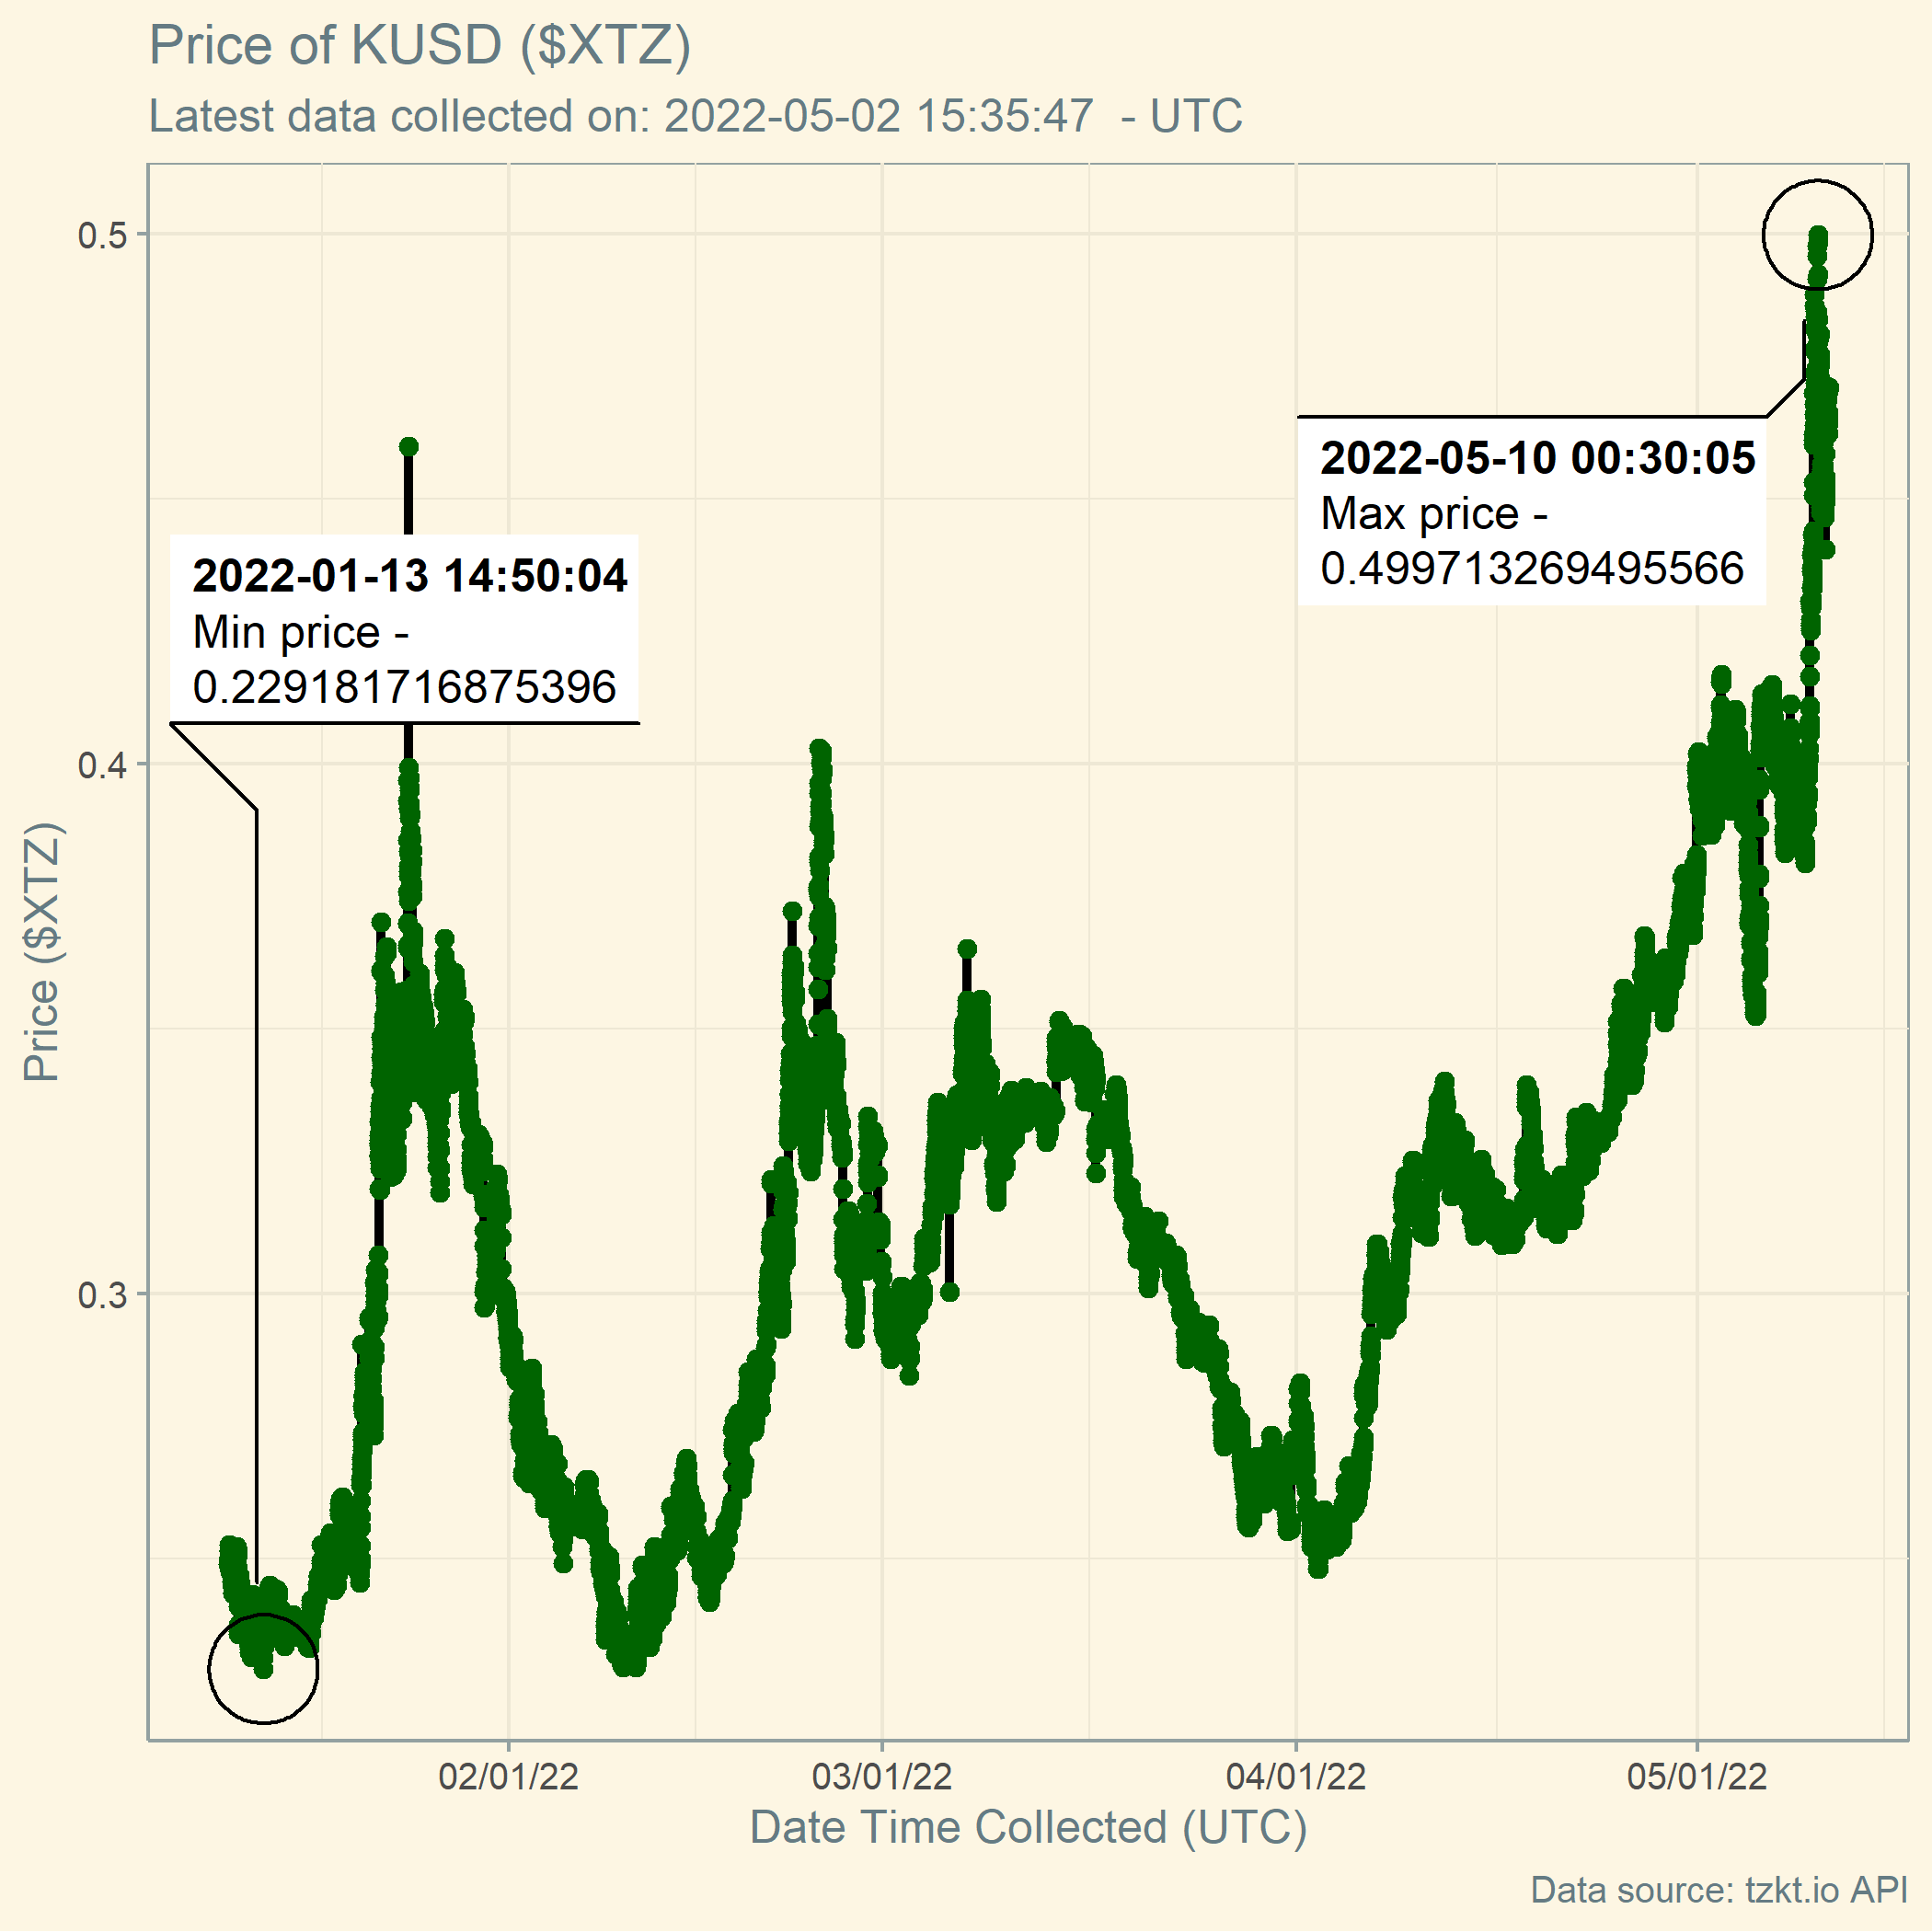 Price of KUSD ($XTZ)
Latest data collected on: 2022-05-02 15:35:47  - UTC
0.5
0.4
0.3
Price ($XTZ)
2022-01-13 14:50:04
Min price -
0.229181716875396
2022-05-10 00:30:05
Max price -
0.499713269495566
02/01/22
03/01/22
04/01/22
05/01/22
Date Time Collected (UTC)
Data source: tzkt.io API